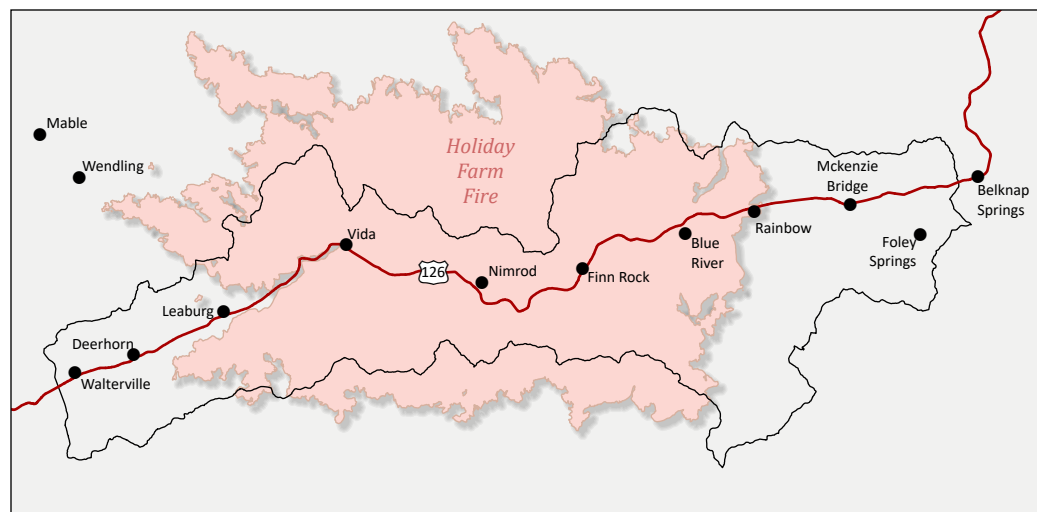 Mable
Wendling
Holiday
Farm
Fire
Mckenzie
Bridge
Belknap
Springs
Rainbow
Vida
Blue
River
Foley
Springs
126
Nimrod
Finn Rock
Leaburg
Deerhorn
Walterville